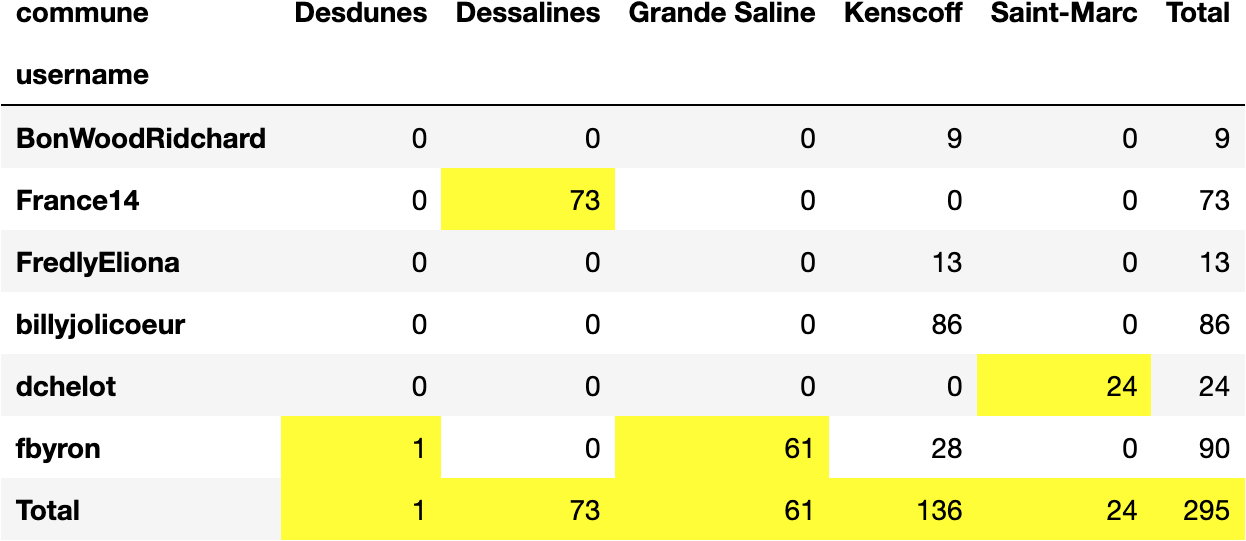 commune Desdunes Dessalines Grande Saline Kenscoff Saint-Marc Total
username
BonWoodRidchard 0 0 0 9 0 9
France14 0 73 0 0 0 73
FredlyEliona 0 0 0 13 0 13
billyjolicoeur 0 0 0 86 0 86
dchelot 0 0 0 0 24 24
fbyron 1 0 61 28 0 90
Total 1 73 61 136 24 295